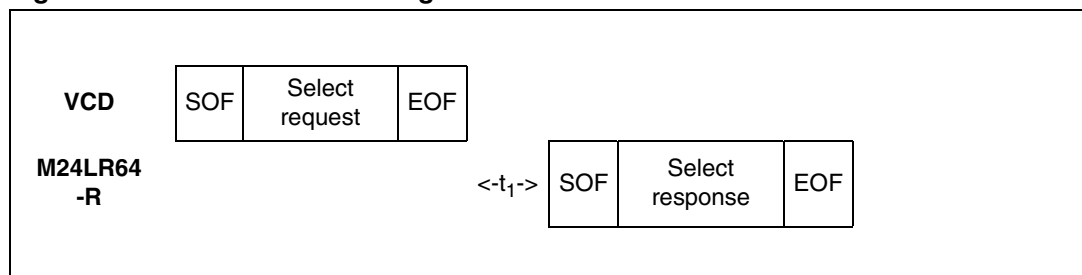 VCD SOF Select request EOF
M24LR64 -R <-t1-> SOF Select response EOF